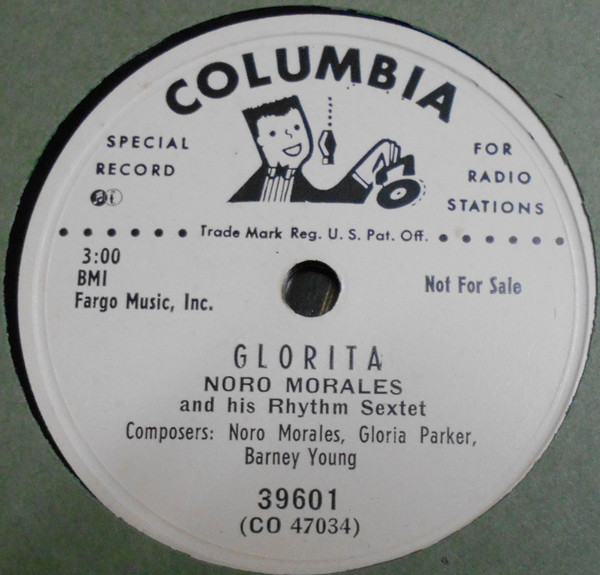 COLUMBIA
SPECIAL
RECORD
FOR
RADIO
STATIONS
Trade Mark Reg. U. S. Pat. Off.
3:00
BMI
Fargo Music, Inc.
Not For Sale
GLORITA
NORO MORALES
and his Rhythm Sextet
Composers: Noro Morales, Gloria Parker,
Barney Young
39601
(CO 47034)